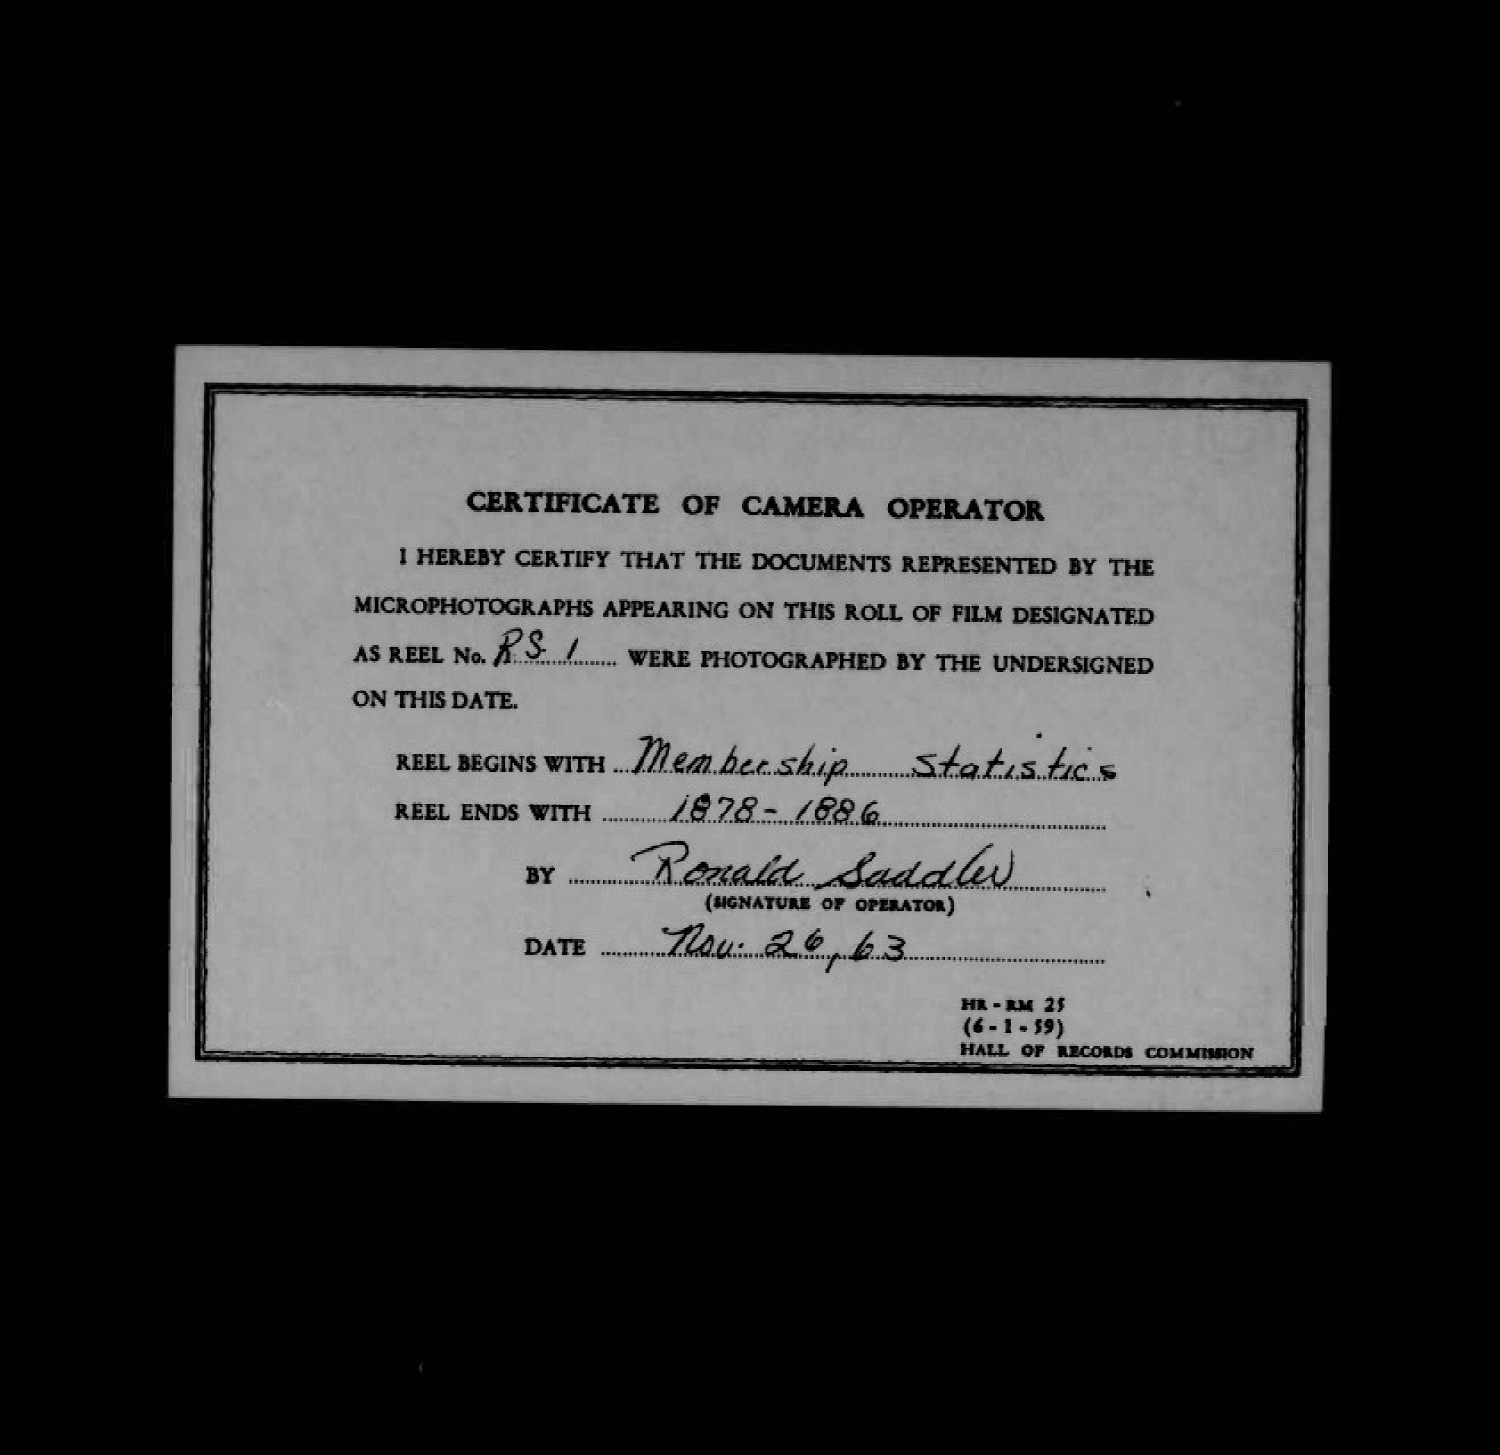 CERTIFICATE OF CAMERA OPERATOR
I HEREBY CERTIFY THAT THE DOCUMENTS REPRESENTED BY THE
MICROPHOTOGRAPHS APPEARING ON THIS ROLL OF FILM DESIGNATED
AS REEL No. RS 1 WERE PHOTOGRAPHED BY THE UNDERSIGNED
ON THIS DATE.
REEL BEGINS WITH Membership Statistics
REEL ENDS WITH 1878-1886
BY Ronald Saddler
(SIGNATURE OF OPERATOR)
DATE Nov. 26, 63
HR - RM 25
(6 - 1 - 59)
HALL OF RECORDS COMMISSION